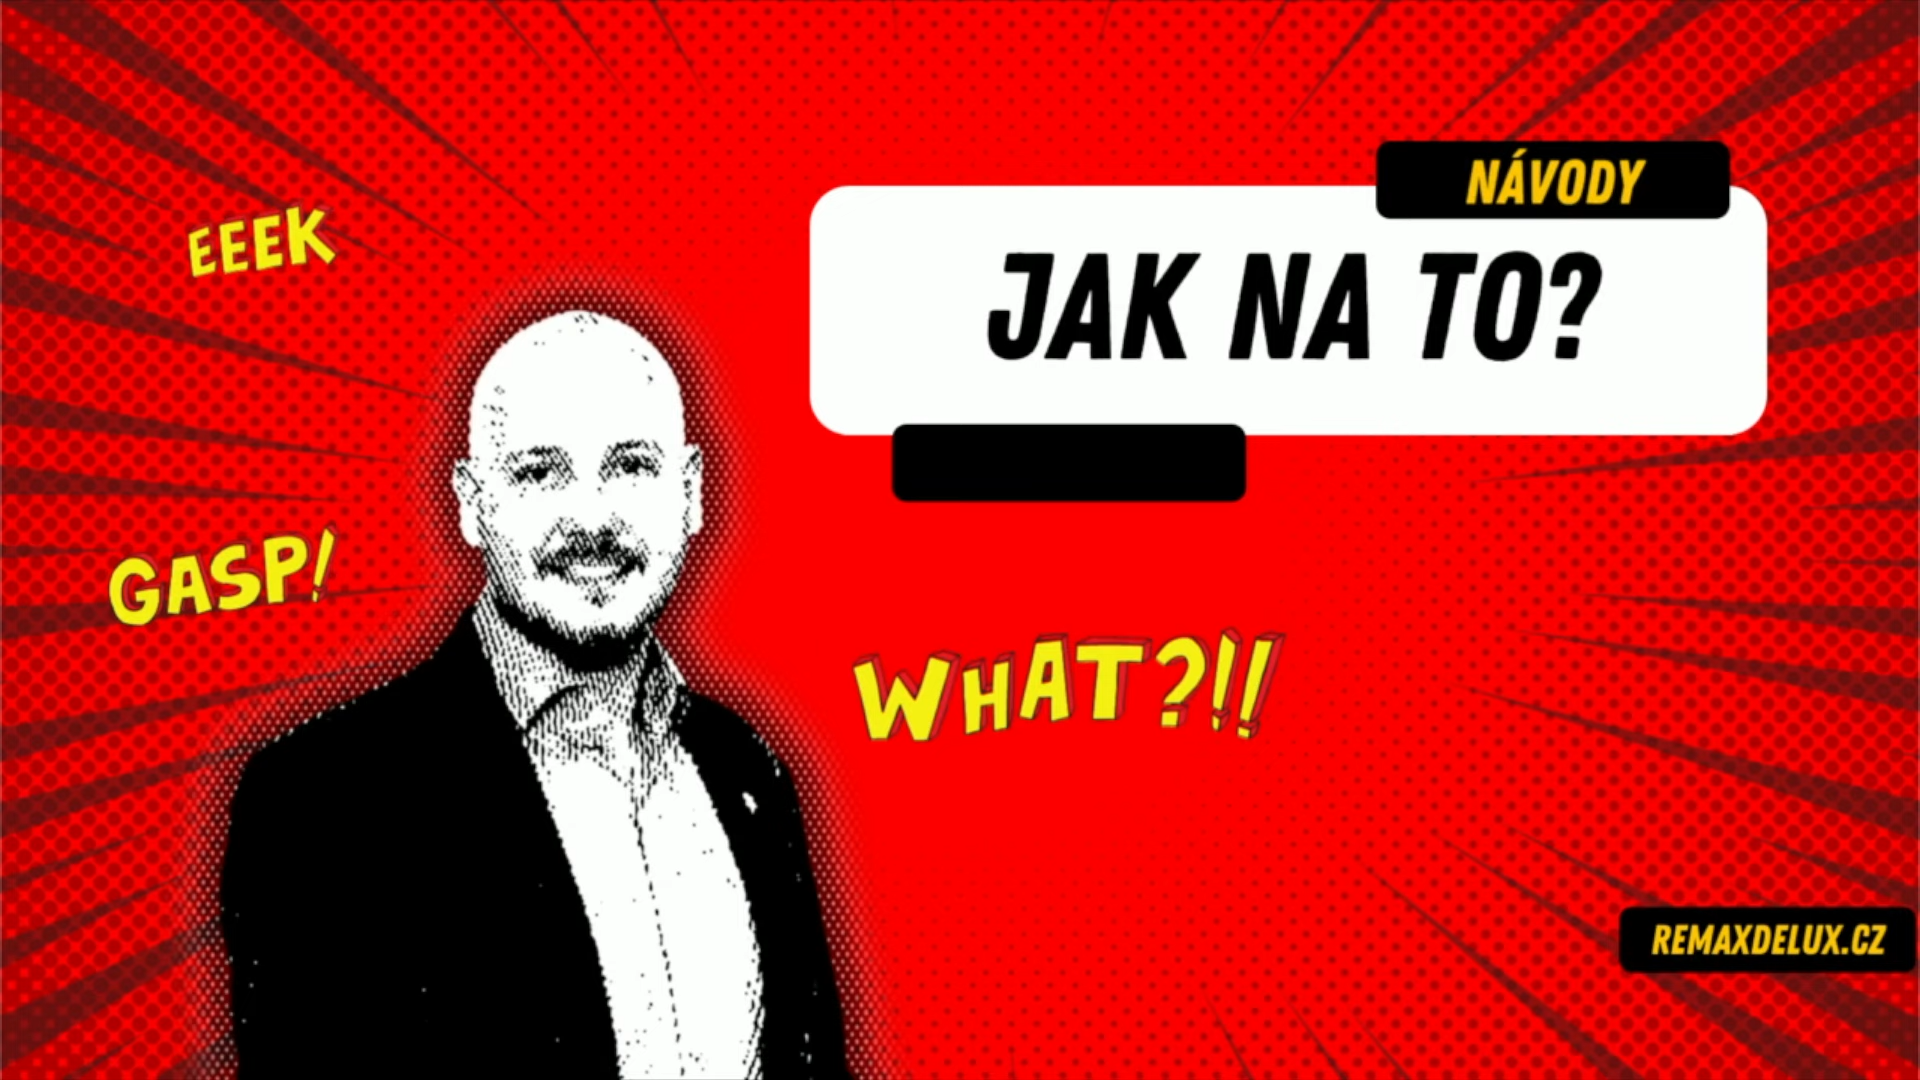 NÁVODY
JAK NA TO?
EEEK
GASP!
WHAT?!!
REMAXDELUX.CZ